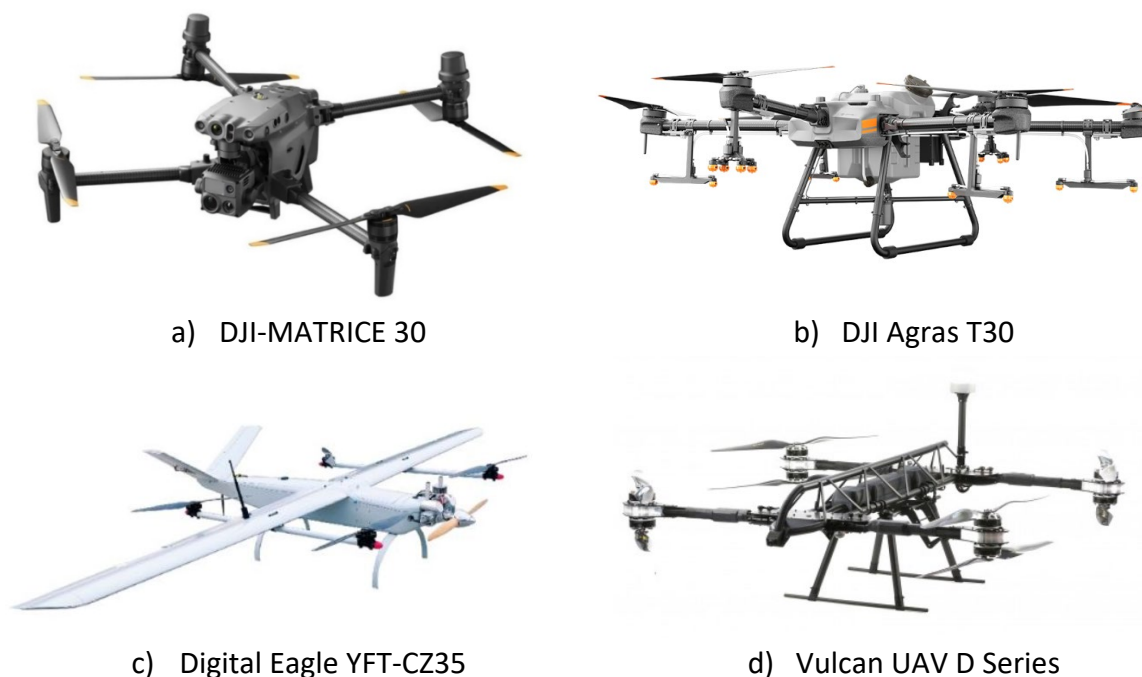 a) DJI-MATRICE 30
b) DJI Agras T30
c) Digital Eagle YFT-CZ35
d) Vulcan UAV D Series